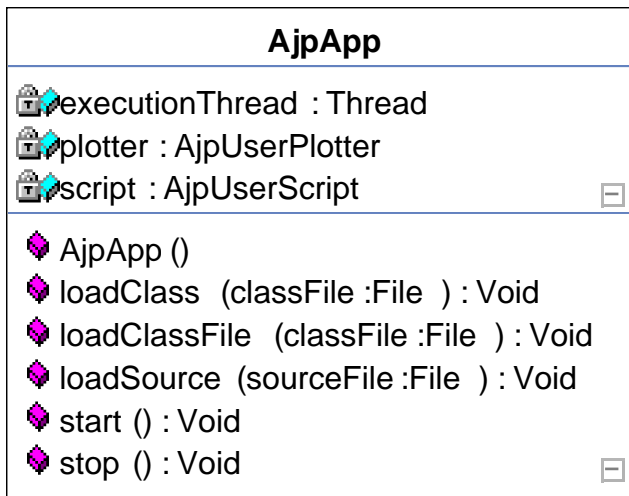 AjpApp
executionThread : Thread
plotter : AjpUserPlotter
script : AjpUserScript
AjpApp ()
loadClass (classFile :File ) : Void
loadClassFile (classFile :File ) : Void
loadSource (sourceFile :File ) : Void
start () : Void
stop () : Void